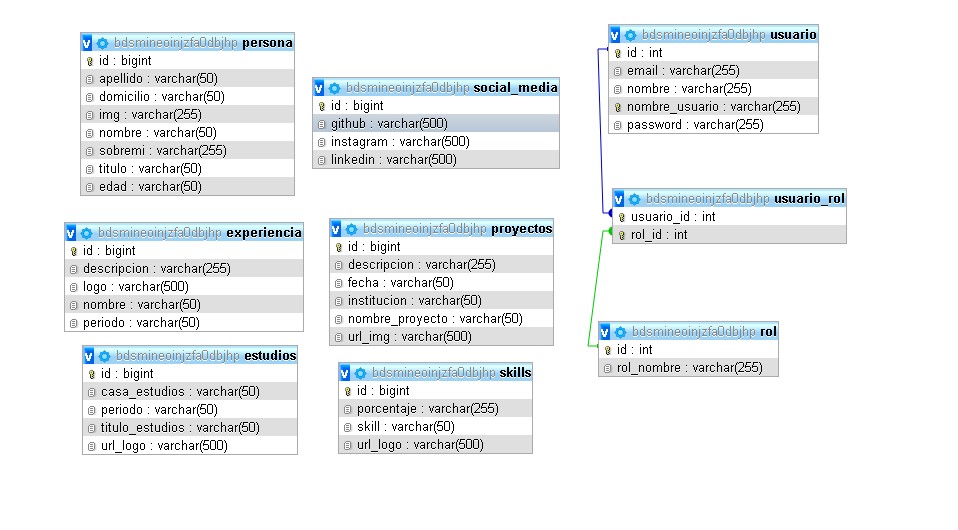 v bdsmineoinjzfa0dbjhp persona
id : bigint
apellido : varchar(50)
domicilio : varchar(50)
img : varchar(255)
nombre : varchar(50)
sobremi : varchar(255)
titulo : varchar(50)
edad : varchar(50)
v bdsmineoinjzfa0dbjhp social_media
id : bigint
github : varchar(500)
instagram : varchar(500)
linkedin : varchar(500)
v bdsmineoinjzfa0dbjhp usuario
id : int
email : varchar(255)
nombre : varchar(255)
nombre_usuario : varchar(255)
password : varchar(255)
v bdsmineoinjzfa0dbjhp usuario_rol
usuario_id : int
rol_id : int
v bdsmineoinjzfa0dbjhp experiencia
id : bigint
descripcion : varchar(255)
logo : varchar(500)
nombre : varchar(50)
periodo : varchar(50)
v bdsmineoinjzfa0dbjhp proyectos
id : bigint
descripcion : varchar(255)
fecha : varchar(50)
institucion : varchar(50)
nombre_proyecto : varchar(50)
url_img : varchar(500)
v bdsmineoinjzfa0dbjhp rol
id : int
rol_nombre : varchar(255)
v bdsmineoinjzfa0dbjhp estudios
id : bigint
casa_estudios : varchar(50)
periodo : varchar(50)
titulo_estudios : varchar(50)
url_logo : varchar(500)
v bdsmineoinjzfa0dbjhp skills
id : bigint
porcentaje : varchar(255)
skill : varchar(50)
url_logo : varchar(500)